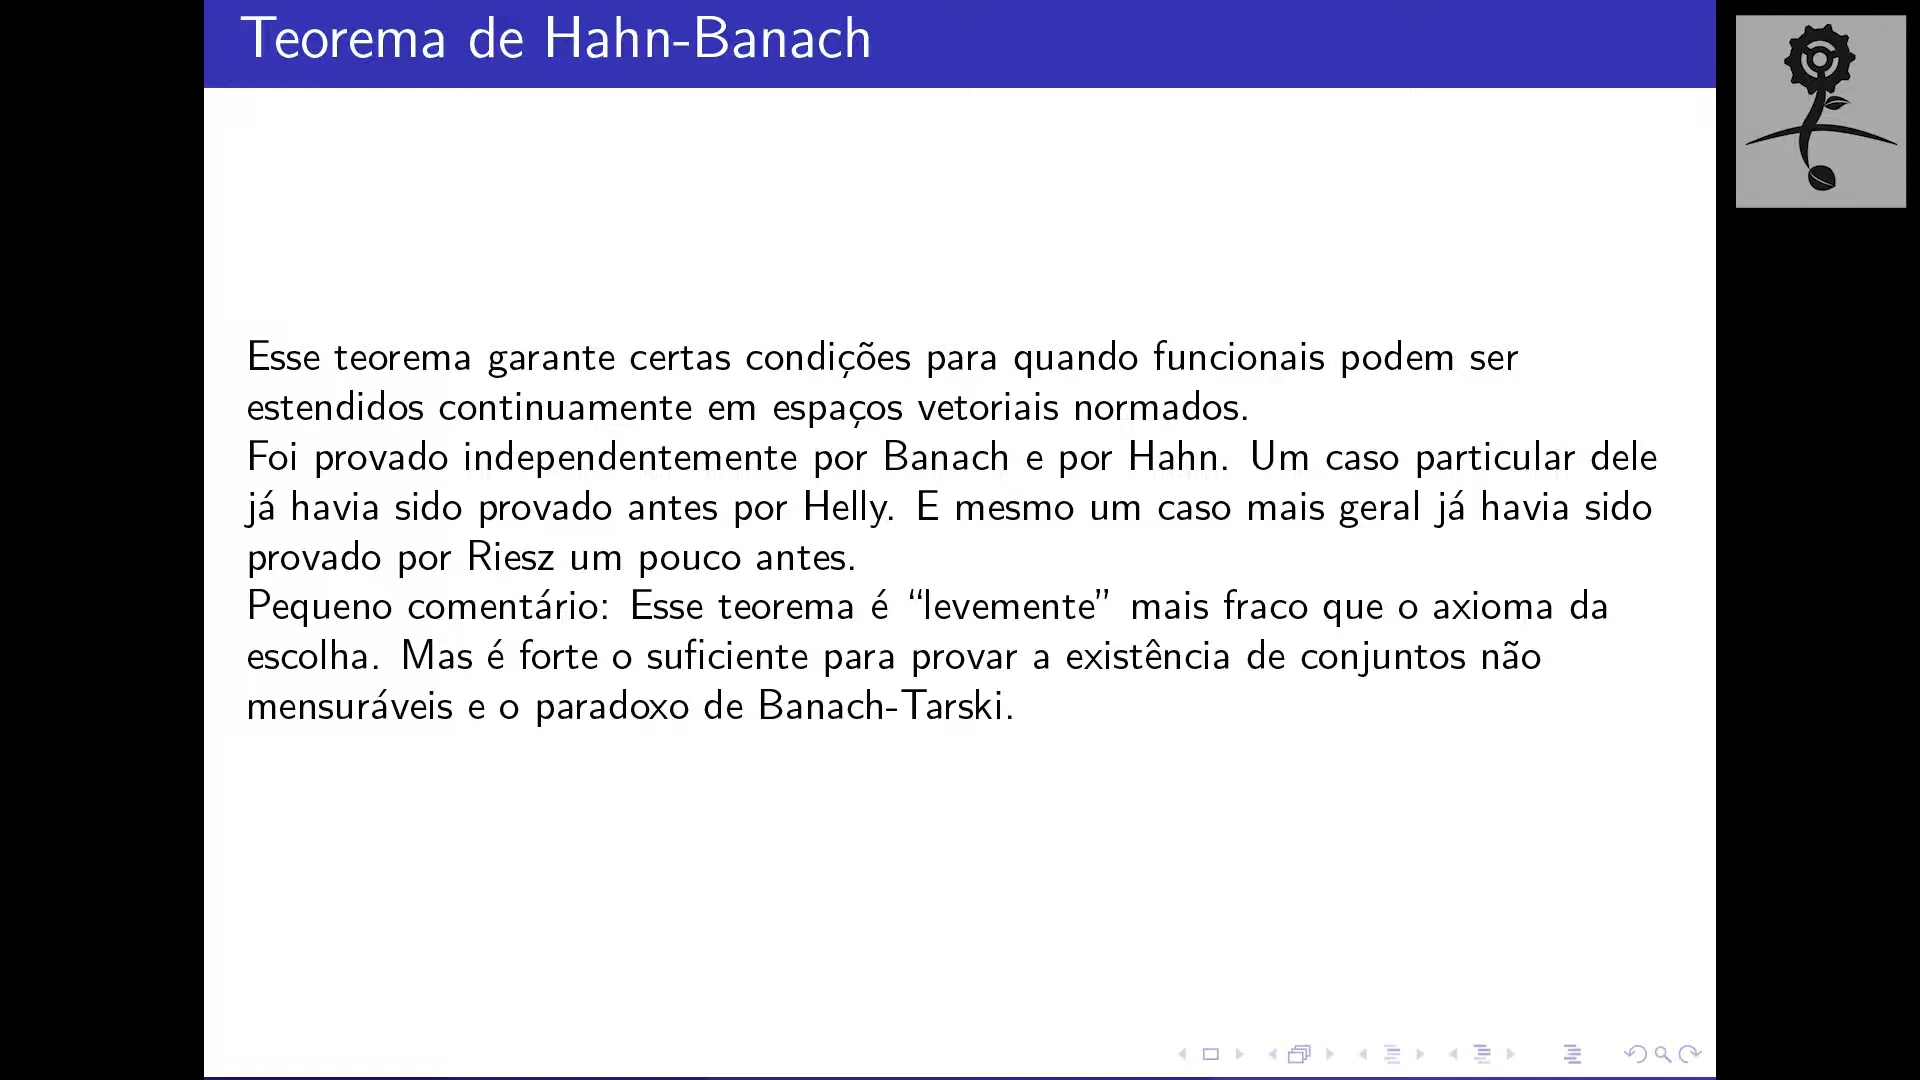 Teorema de Hahn-Banach
Esse teorema garante certas condições para quando funcionais podem ser
estendidos continuamente em espaços vetoriais normados.
Foi provado independentemente por Banach e por Hahn. Um caso particular dele
já havia sido provado antes por Helly. E mesmo um caso mais geral já havia sido
provado por Riesz um pouco antes.
Pequeno comentário: Esse teorema é “levemente” mais fraco que o axioma da
escolha. Mas é forte o suficiente para provar a existência de conjuntos não
mensuráveis e o paradoxo de Banach-Tarski.